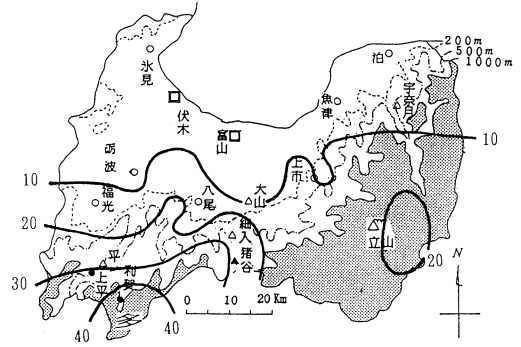 泊
200m
500m
1000m
氷見
宇奈月
魚津
伏木
富山
10
砺波
上市
10
福光
八尾
大山
20
細入
立山
平
猪谷
20
利賀
上平
30
N
0 10 20 Km
40
40